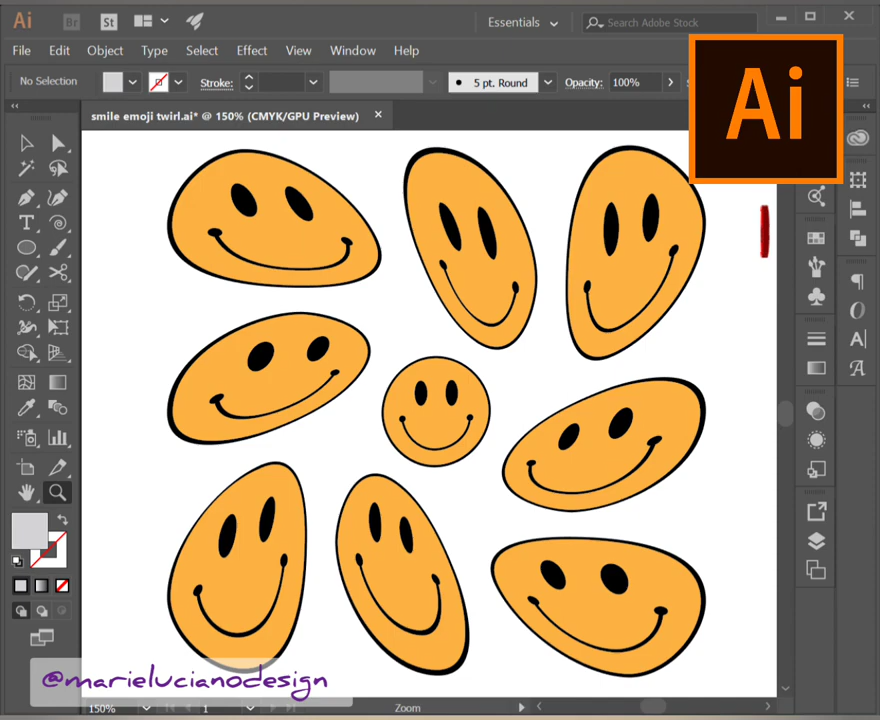 Ai Br St Essentials Search Adobe Stock
File Edit Object Type Select Effect View Window Help
No Selection Stroke: 5 pt. Round Opacity: 100%
Ai
smile emoji twirl.ai* @ 150% (CMYK/GPU Preview)
@marielucianodesign
150% 1 Zoom